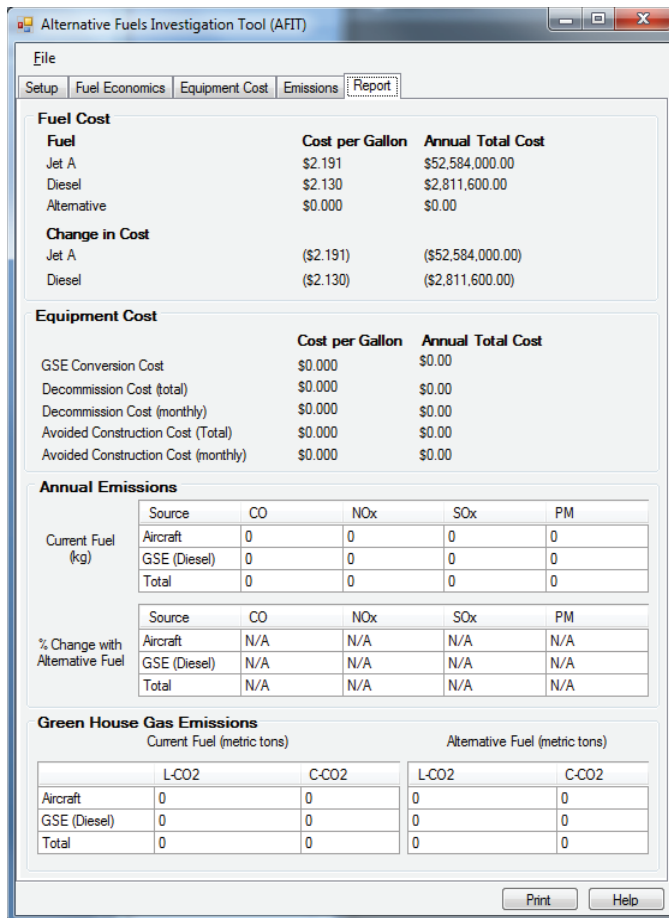 Alternative Fuels Investigation Tool (AFIT)
File
Setup Fuel Economics Equipment Cost Emissions Report
Fuel Cost
Fuel Cost per Gallon Annual Total Cost
Jet A $2.191 $52,584,000.00
Diesel $2.130 $2,811,600.00
Alternative $0.000 $0.00
Change in Cost
Jet A ($2.191) ($52,584,000.00)
Diesel ($2.130) ($2,811,600.00)
Equipment Cost
Cost per Gallon Annual Total Cost
GSE Conversion Cost $0.000 $0.00
Decommission Cost (total) $0.000 $0.00
Decommission Cost (monthly) $0.000 $0.00
Avoided Construction Cost (Total) $0.000 $0.00
Avoided Construction Cost (monthly) $0.000 $0.00
Annual Emissions
Current Fuel (kg)
Source CO NOx SOx PM
Aircraft 0 0 0 0
GSE (Diesel) 0 0 0 0
Total 0 0 0 0
% Change with Alternative Fuel
Source CO NOx SOx PM
Aircraft N/A N/A N/A N/A
GSE (Diesel) N/A N/A N/A N/A
Total N/A N/A N/A N/A
Green House Gas Emissions
Current Fuel (metric tons) Alternative Fuel (metric tons)
L-CO2 C-CO2 L-CO2 C-CO2
Aircraft 0 0 0 0
GSE (Diesel) 0 0 0 0
Total 0 0 0 0
Print Help